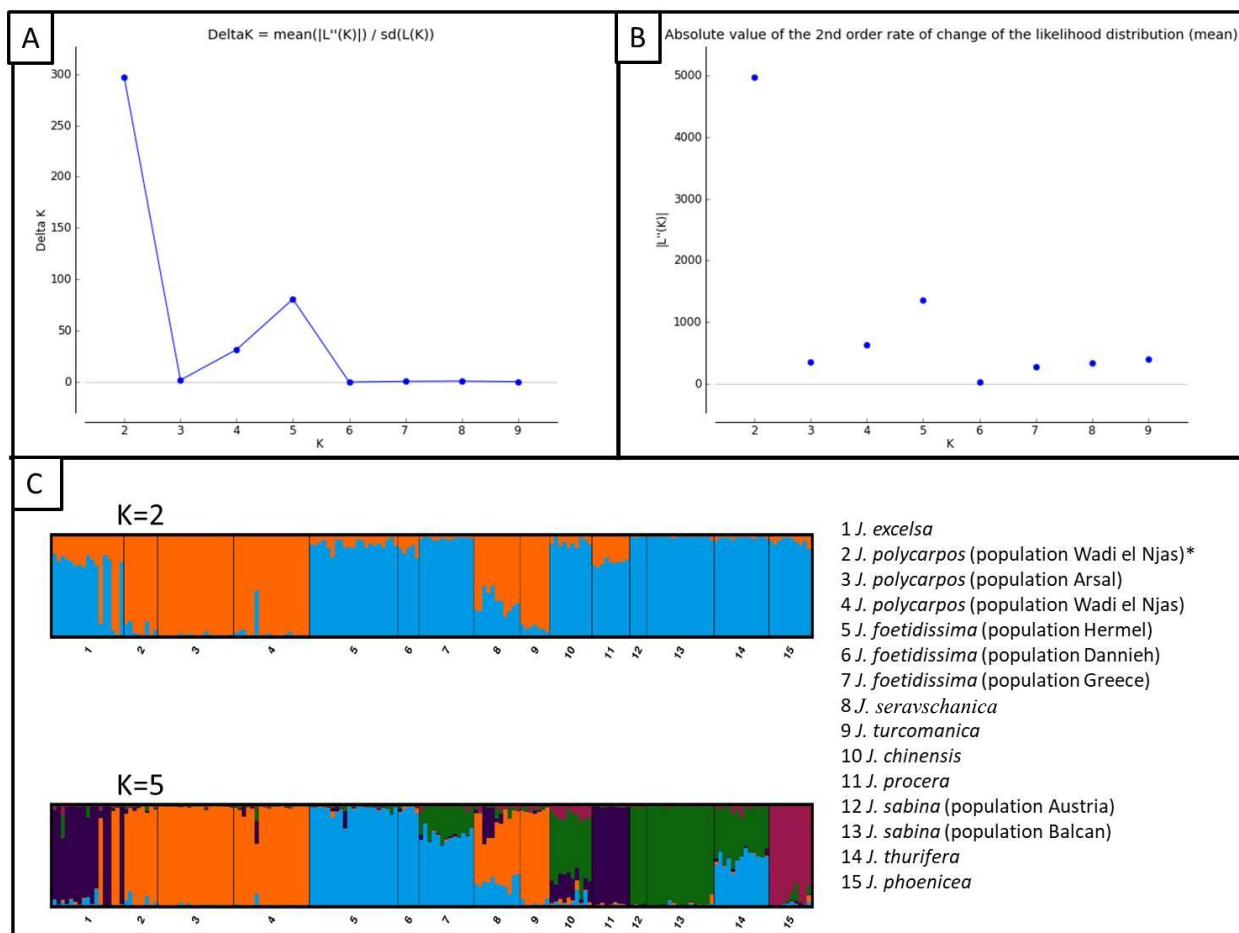 A
DeltaK = mean(|L''(K)|) / sd(L(K))
300
250
200
150
100
50
0
Delta K
2 3 4 5 6 7 8 9
K
B
Absolute value of the 2nd order rate of change of the likelihood distribution (mean)
5000
4000
3000
2000
1000
0
|L''(K)|
2 3 4 5 6 7 8 9
K
C
K=2
1 2 3 4 5 6 7 8 9 10 11 12 13 14 15
K=5
1 2 3 4 5 6 7 8 9 10 11 12 13 14 15
1 J. excelsa
2 J. polycarpos (population Wadi el Njas)*
3 J. polycarpos (population Arsal)
4 J. polycarpos (population Wadi el Njas)
5 J. foetidissima (population Hermel)
6 J. foetidissima (population Dannieh)
7 J. foetidissima (population Greece)
8 J. seravschanica
9 J. turcomanica
10 J. chinensis
11 J. procera
12 J. sabina (population Austria)
13 J. sabina (population Balcan)
14 J. thurifera
15 J. phoenicea